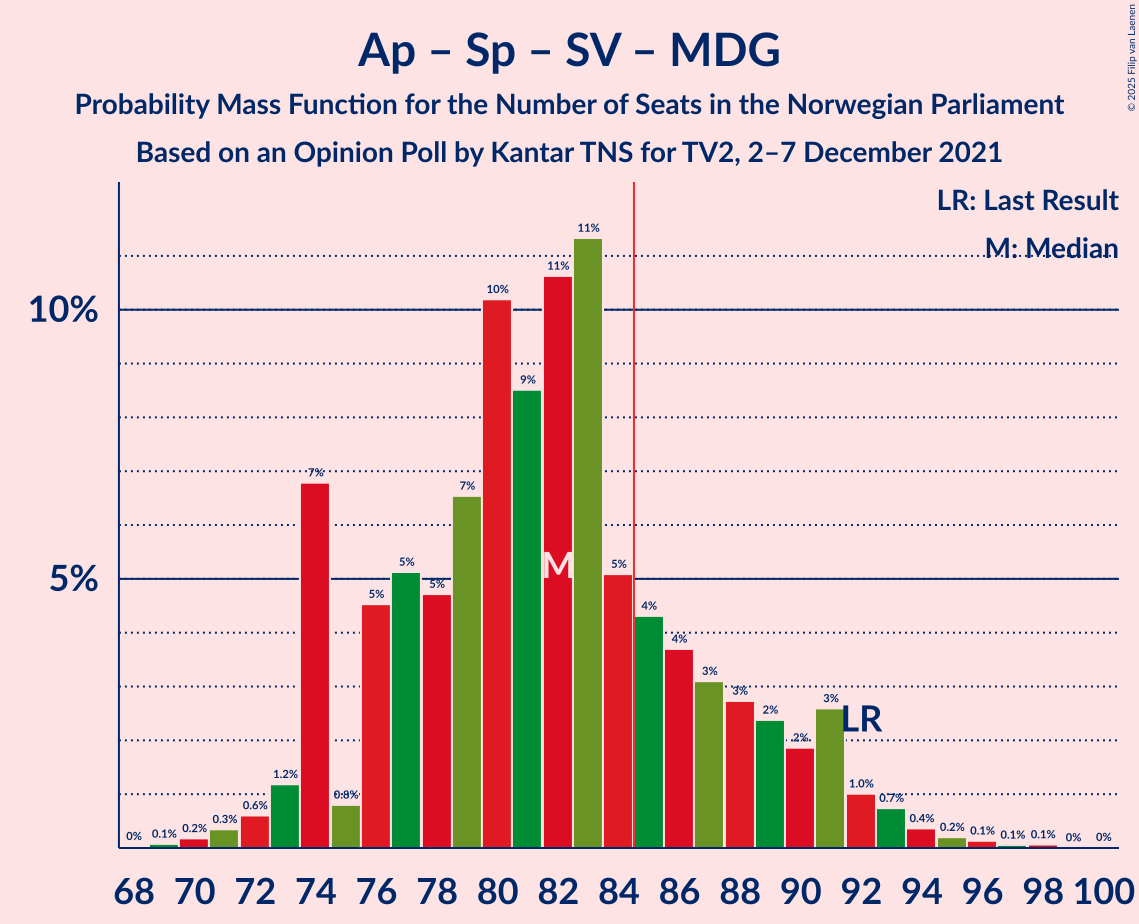 Ap – Sp – SV – MDG
Probability Mass Function for the Number of Seats in the Norwegian Parliament
Based on an Opinion Poll by Kantar TNS for TV2, 2–7 December 2021
© 2025 Filip van Laenen
LR: Last Result
M: Median
10%
5%
0% 0.1% 0.2% 0.3% 0.6% 1.2% 7% 0.8% 5% 5% 5% 7% 10% 9% 11% 11% 5% 4% 4% 3% 3% 2% 2% 3% 1.0% 0.7% 0.4% 0.2% 0.1% 0.1% 0.1% 0% 0%
M
LR
68 70 72 74 76 78 80 82 84 86 88 90 92 94 96 98 100